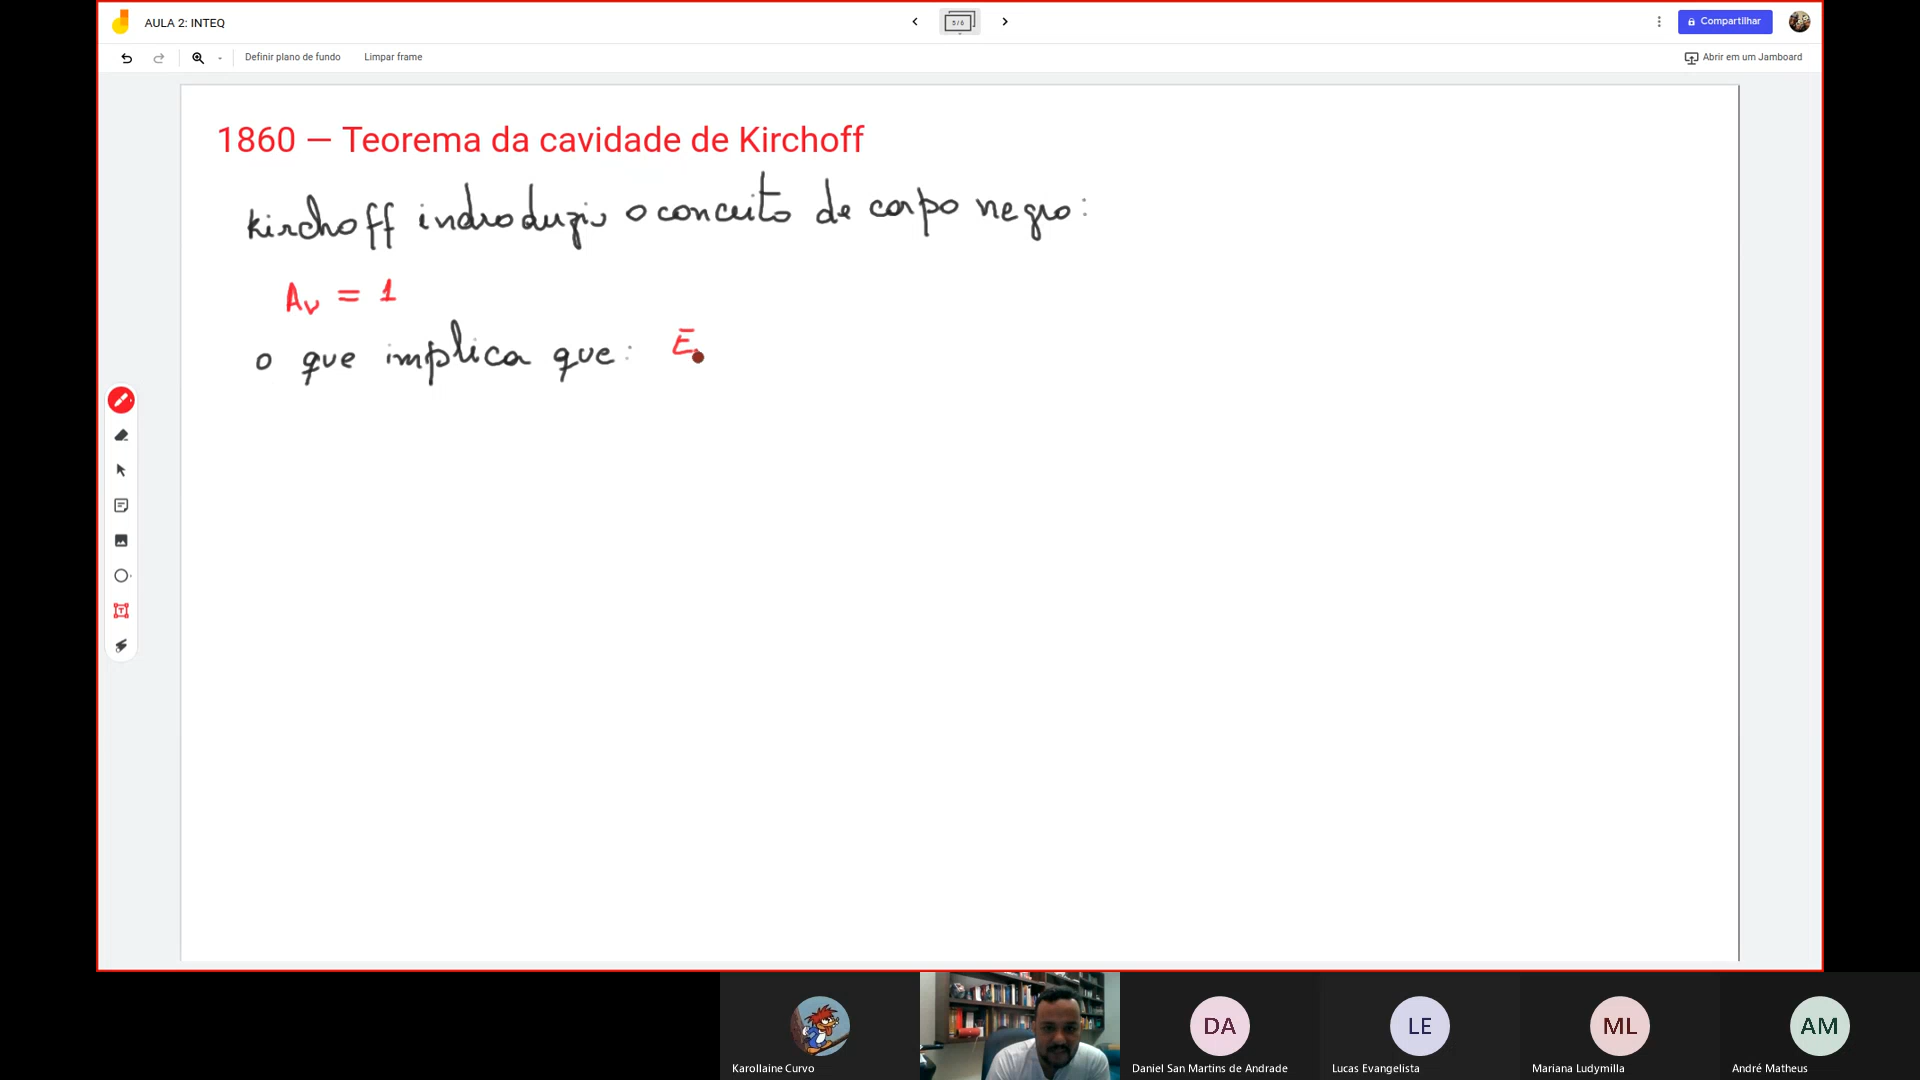 AULA 2: INTEQ
5/6
Compartilhar
Definir plano de fundo
Limpar frame
Abrir em um Jamboard
1860 — Teorema da cavidade de Kirchoff
Kirchoff indroduziu o conceito de corpo negro:
Aν = 1
o que implica que: E
T
Karollaine Curvo
DA
Daniel San Martins de Andrade
LE
Lucas Evangelista
ML
Mariana Ludymilla
AM
André Matheus